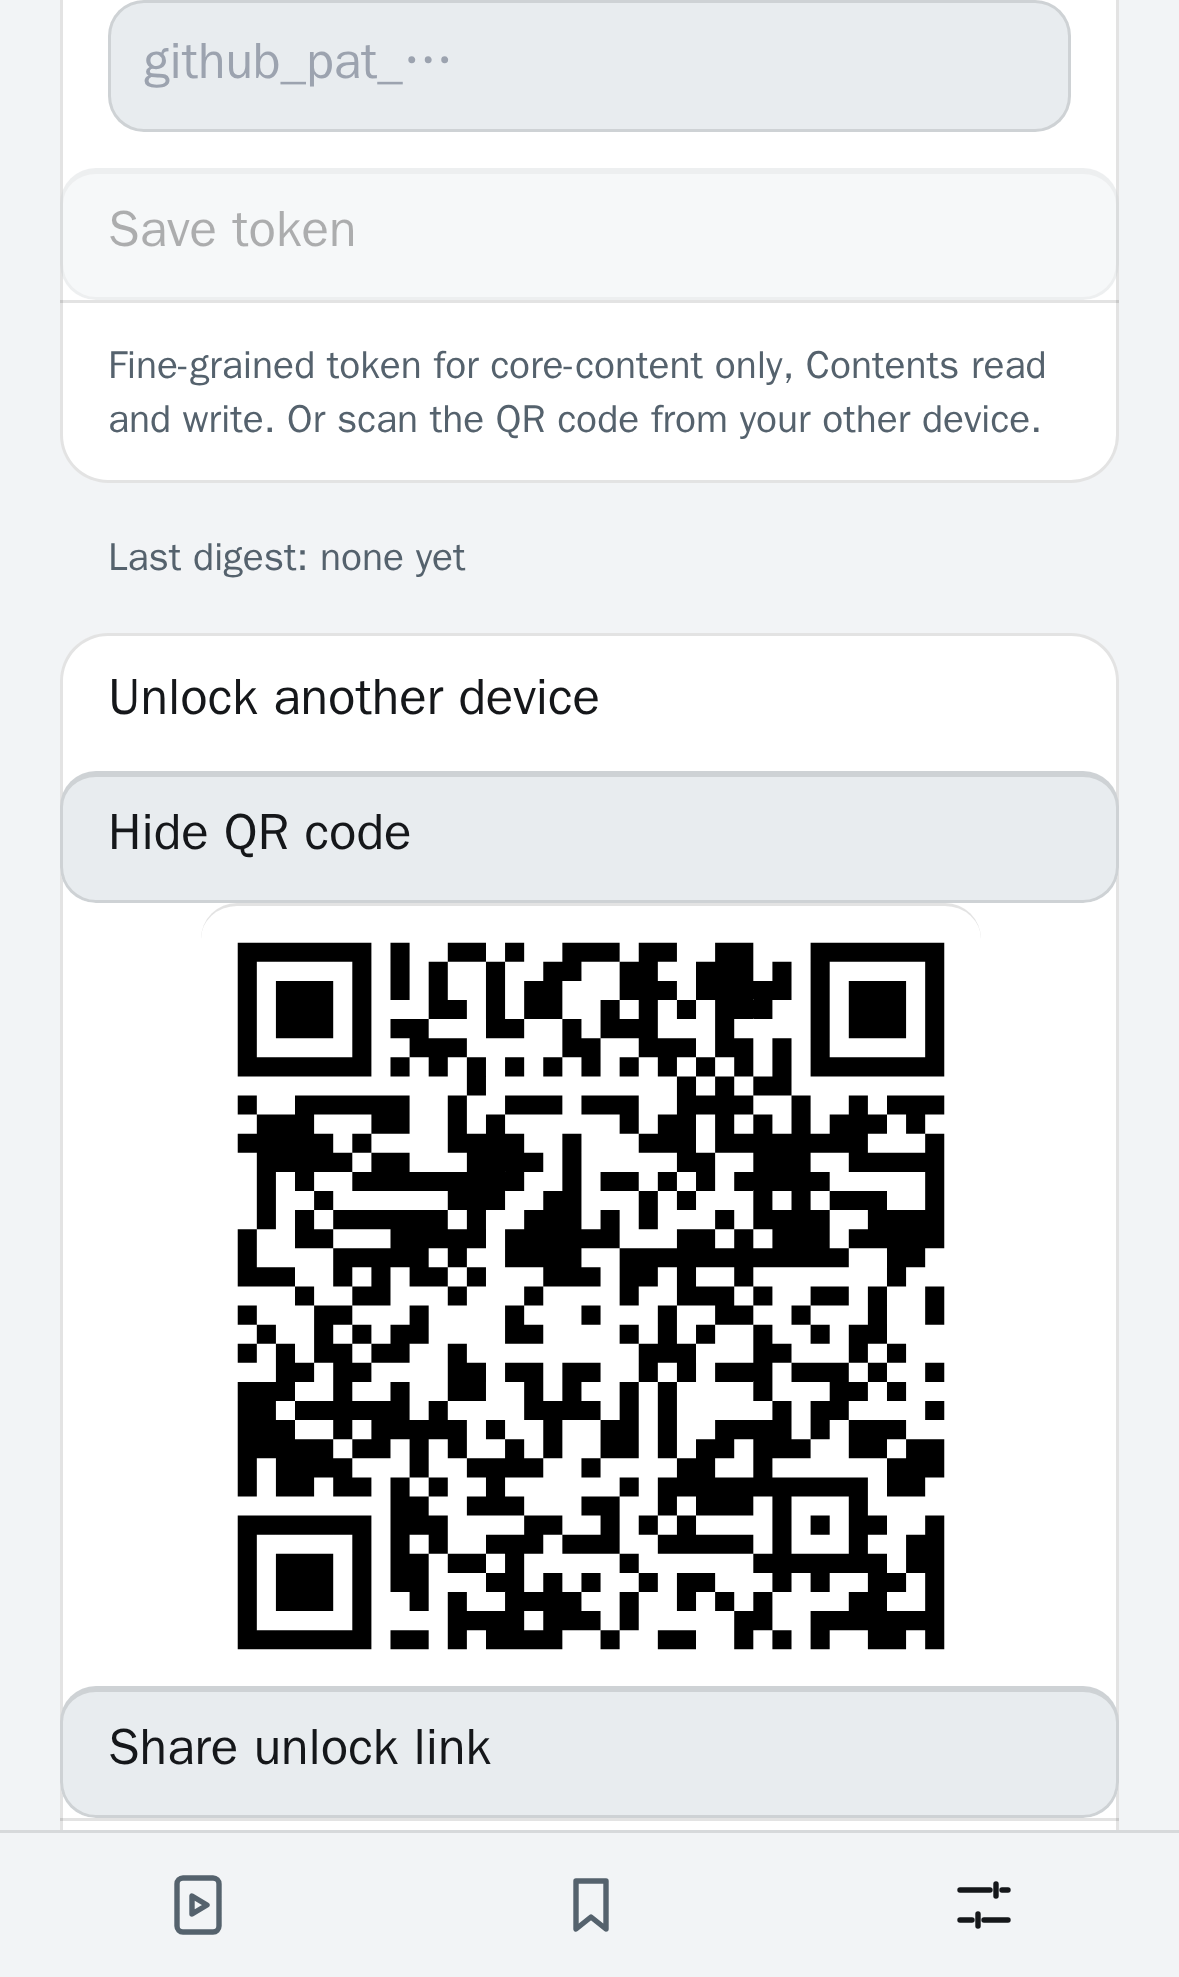 github_pat_···
Save token
Fine-grained token for core-content only, Contents read
and write. Or scan the QR code from your other device.
Last digest: none yet
Unlock another device
Hide QR code
Share unlock link